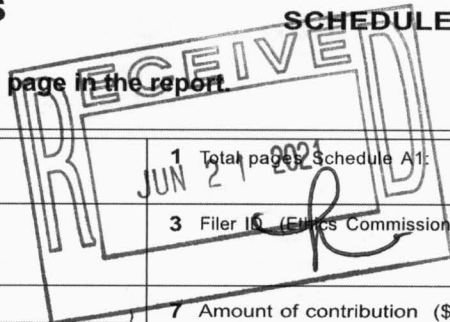 S
SCHEDULE
page in the report.
RECEIVED
1 Total pages Schedule A1:
JUN 21 2021
3 Filer ID (Ethics Commission
7 Amount of contribution ($